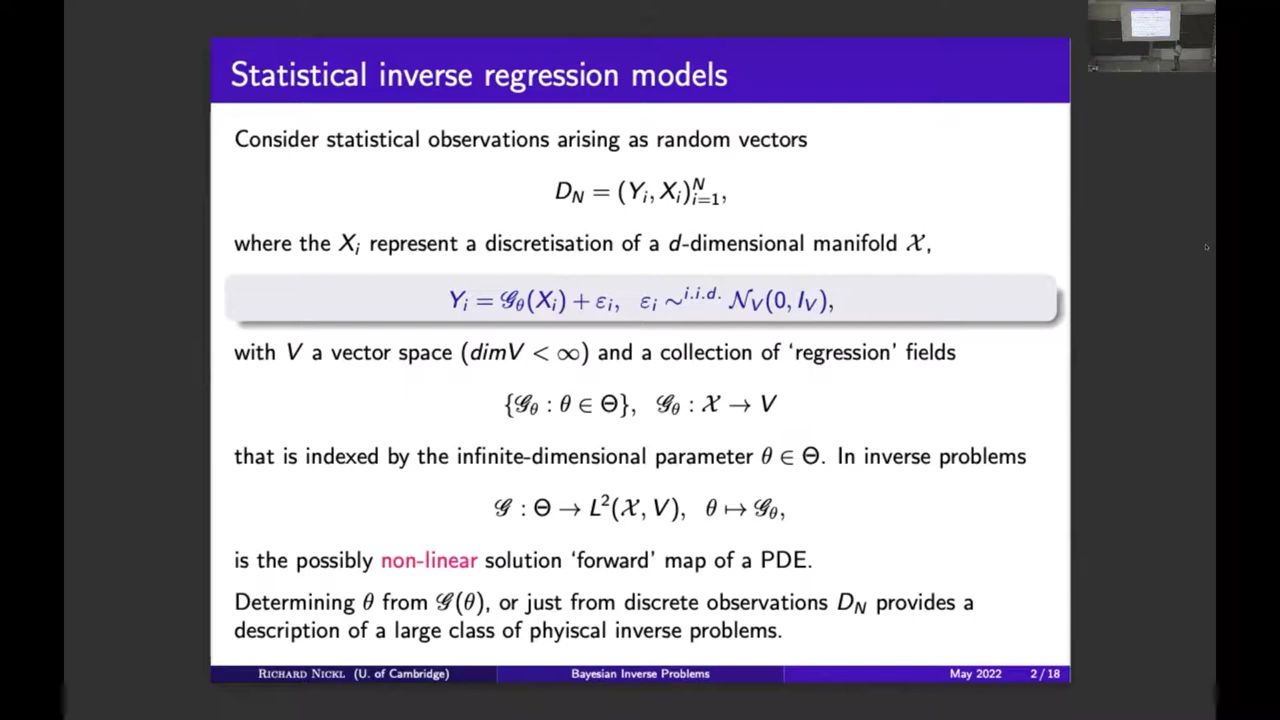 Statistical inverse regression models
Consider statistical observations arising as random vectors
D_N = (Y_i, X_i)_{i=1}^N,
where the X_i represent a discretisation of a d-dimensional manifold 𝒳,
Y_i = 𝒢_θ(X_i) + ε_i, ε_i ∼^{i.i.d.} 𝒩_V(0, I_V),
with V a vector space (dimV < ∞) and a collection of ‘regression’ fields
{𝒢_θ : θ ∈ Θ}, 𝒢_θ : 𝒳 → V
that is indexed by the infinite-dimensional parameter θ ∈ Θ. In inverse problems
𝒢 : Θ → L²(𝒳, V), θ ↦ 𝒢_θ,
is the possibly non-linear solution ‘forward’ map of a PDE.
Determining θ from 𝒢(θ), or just from discrete observations D_N provides a
description of a large class of phyiscal inverse problems.
Richard Nickl (U. of Cambridge) Bayesian Inverse Problems May 2022 2 / 18